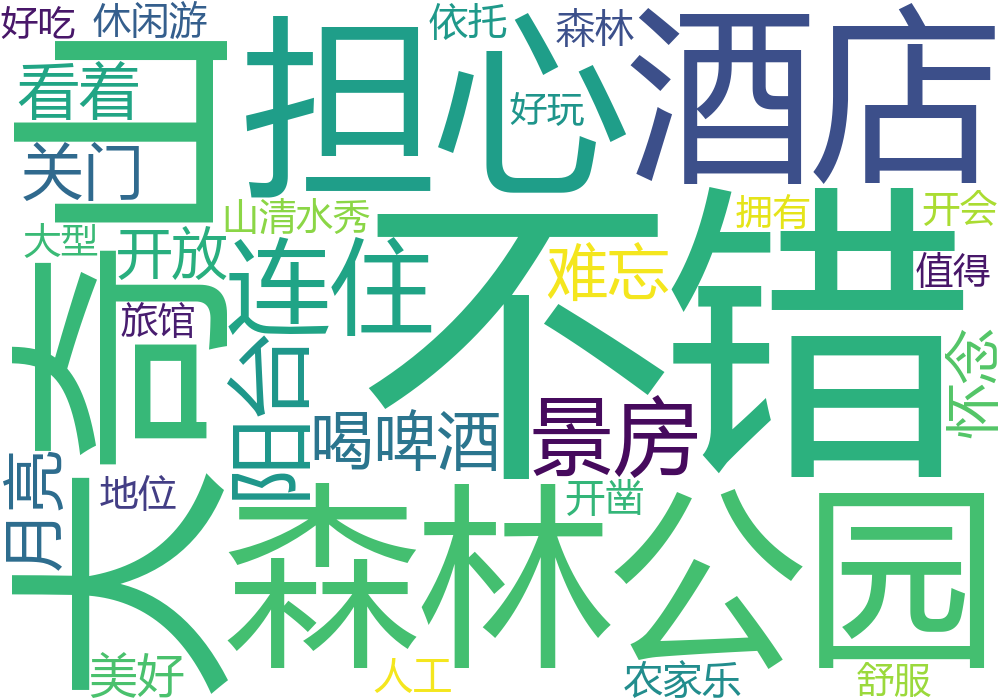 好吃
休闲游
依托
森林
担心
酒店
看着
好玩
关门
大奇山
山清水秀
拥有
开会
大型
开放
连住
不错
难忘
值得
旅馆
阳台
怀念
喝啤酒
景房
月亮
地位
开凿
森林公园
美好
人工
农家乐
舒服